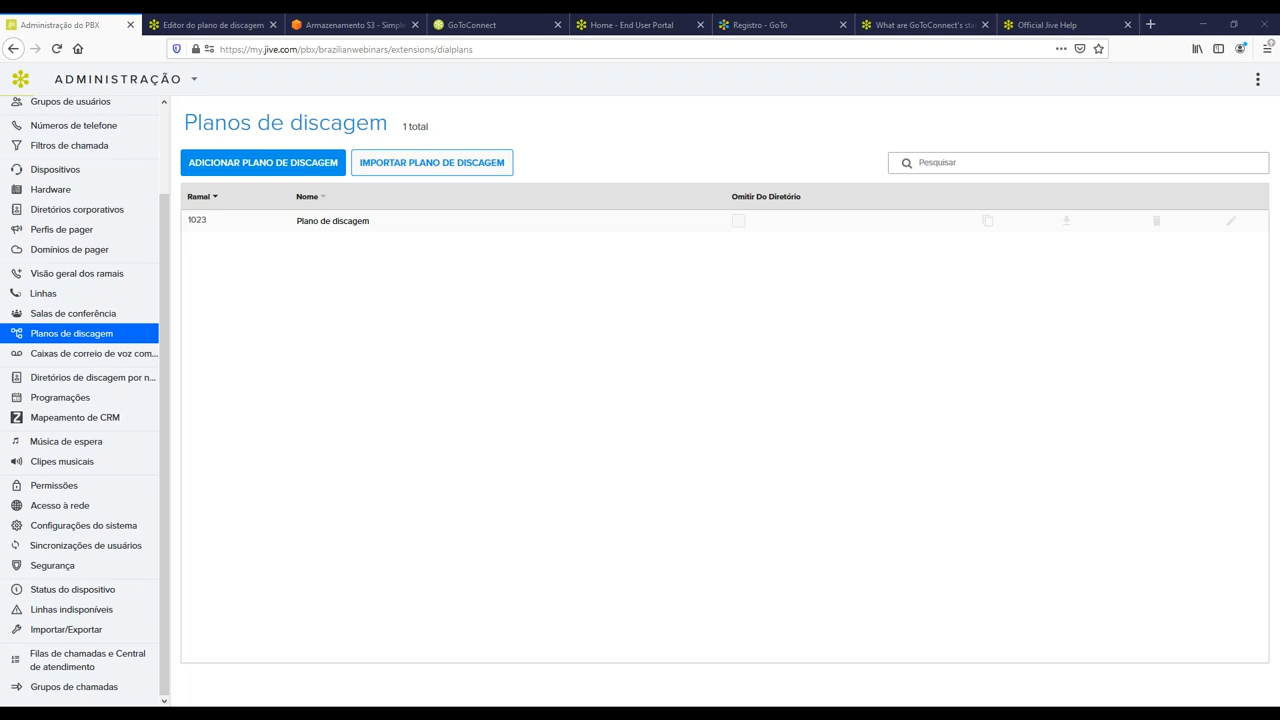 Administração do PBX
Editor do plano de discagem
Armazenamento S3 - Simple
GoToConnect
Home - End User Portal
Registro - GoTo
What are GoToConnect's sta
Official Jive Help
https://my.jive.com/pbx/brazilianwebinars/extensions/dialplans
ADMINISTRAÇÃO
Grupos de usuários
Números de telefone
Filtros de chamada
Dispositivos
Hardware
Diretórios corporativos
Perfis de pager
Domínios de pager
Visão geral dos ramais
Linhas
Salas de conferência
Planos de discagem
Caixas de correio de voz com...
Diretórios de discagem por n...
Programações
Mapeamento de CRM
Música de espera
Clipes musicais
Permissões
Acesso à rede
Configurações do sistema
Sincronizações de usuários
Segurança
Status do dispositivo
Linhas indisponíveis
Importar/Exportar
Filas de chamadas e Central
de atendimento
Grupos de chamadas
Planos de discagem 1 total
ADICIONAR PLANO DE DISCAGEM
IMPORTAR PLANO DE DISCAGEM
Pesquisar
Ramal Nome Omitir Do Diretório
1023 Plano de discagem